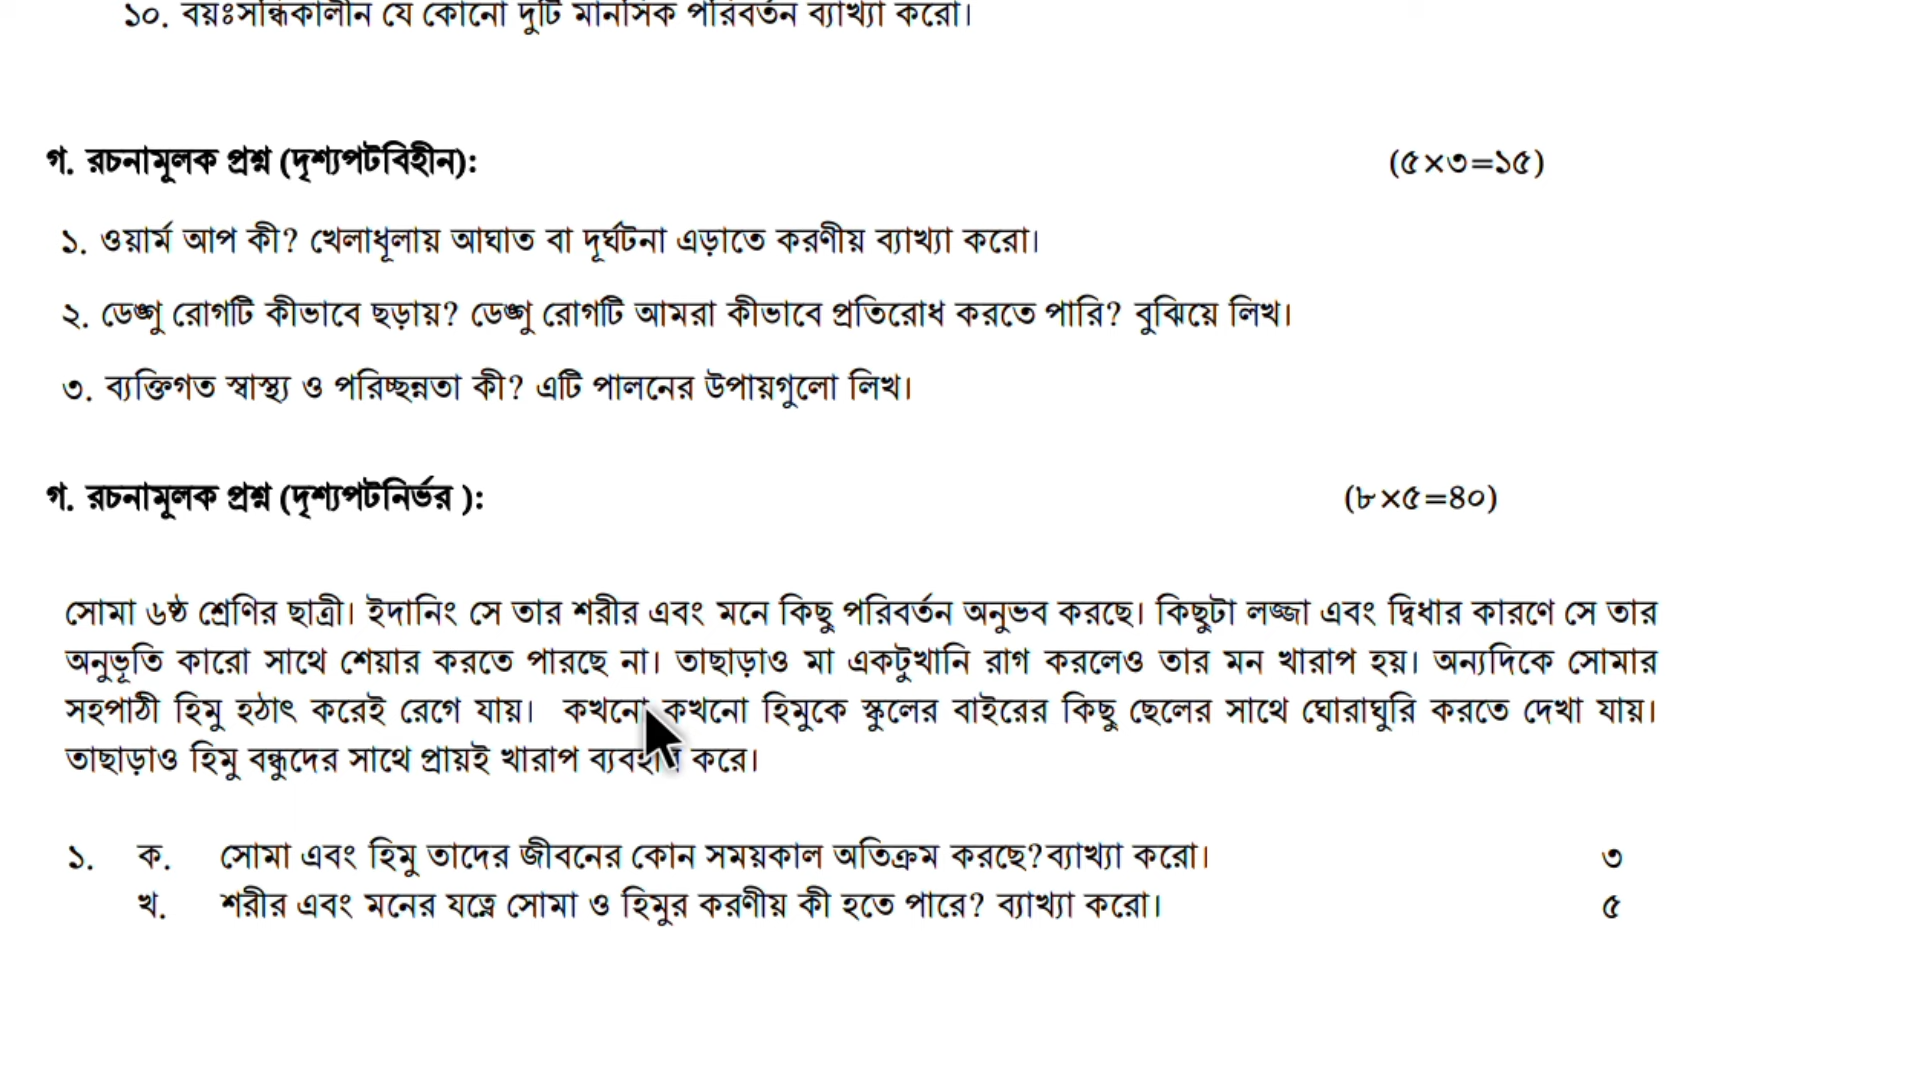 ১০. বয়ঃসন্ধিকালীন যে কোনো দুটি মানসিক পরিবর্তন ব্যাখ্যা করো।
গ. রচনামূলক প্রশ্ন (দৃশ্যপটবিহীন): (৫×৩=১৫)
১. ওয়ার্ম আপ কী? খেলাধূলায় আঘাত বা দূর্ঘটনা এড়াতে করণীয় ব্যাখ্যা করো।
২. ডেঙ্গু রোগটি কীভাবে ছড়ায়? ডেঙ্গু রোগটি আমরা কীভাবে প্রতিরোধ করতে পারি? বুঝিয়ে লিখ।
৩. ব্যক্তিগত স্বাস্থ্য ও পরিচ্ছন্নতা কী? এটি পালনের উপায়গুলো লিখ।
গ. রচনামূলক প্রশ্ন (দৃশ্যপটনির্ভর ): (৮×৫=৪০)
সোমা ৬ষ্ঠ শ্রেণির ছাত্রী। ইদানিং সে তার শরীর এবং মনে কিছু পরিবর্তন অনুভব করছে। কিছুটা লজ্জা এবং দ্বিধার কারণে সে তার
অনুভূতি কারো সাথে শেয়ার করতে পারছে না। তাছাড়াও মা একটুখানি রাগ করলেও তার মন খারাপ হয়। অন্যদিকে সোমার
সহপাঠী হিমু হঠাৎ করেই রেগে যায়। কখনো কখনো হিমুকে স্কুলের বাইরের কিছু ছেলের সাথে ঘোরাঘুরি করতে দেখা যায়।
তাছাড়াও হিমু বন্ধুদের সাথে প্রায়ই খারাপ ব্যবহার করে।
১. ক. সোমা এবং হিমু তাদের জীবনের কোন সময়কাল অতিক্রম করছে?ব্যাখ্যা করো। ৩
খ. শরীর এবং মনের যত্নে সোমা ও হিমুর করণীয় কী হতে পারে? ব্যাখ্যা করো। ৫